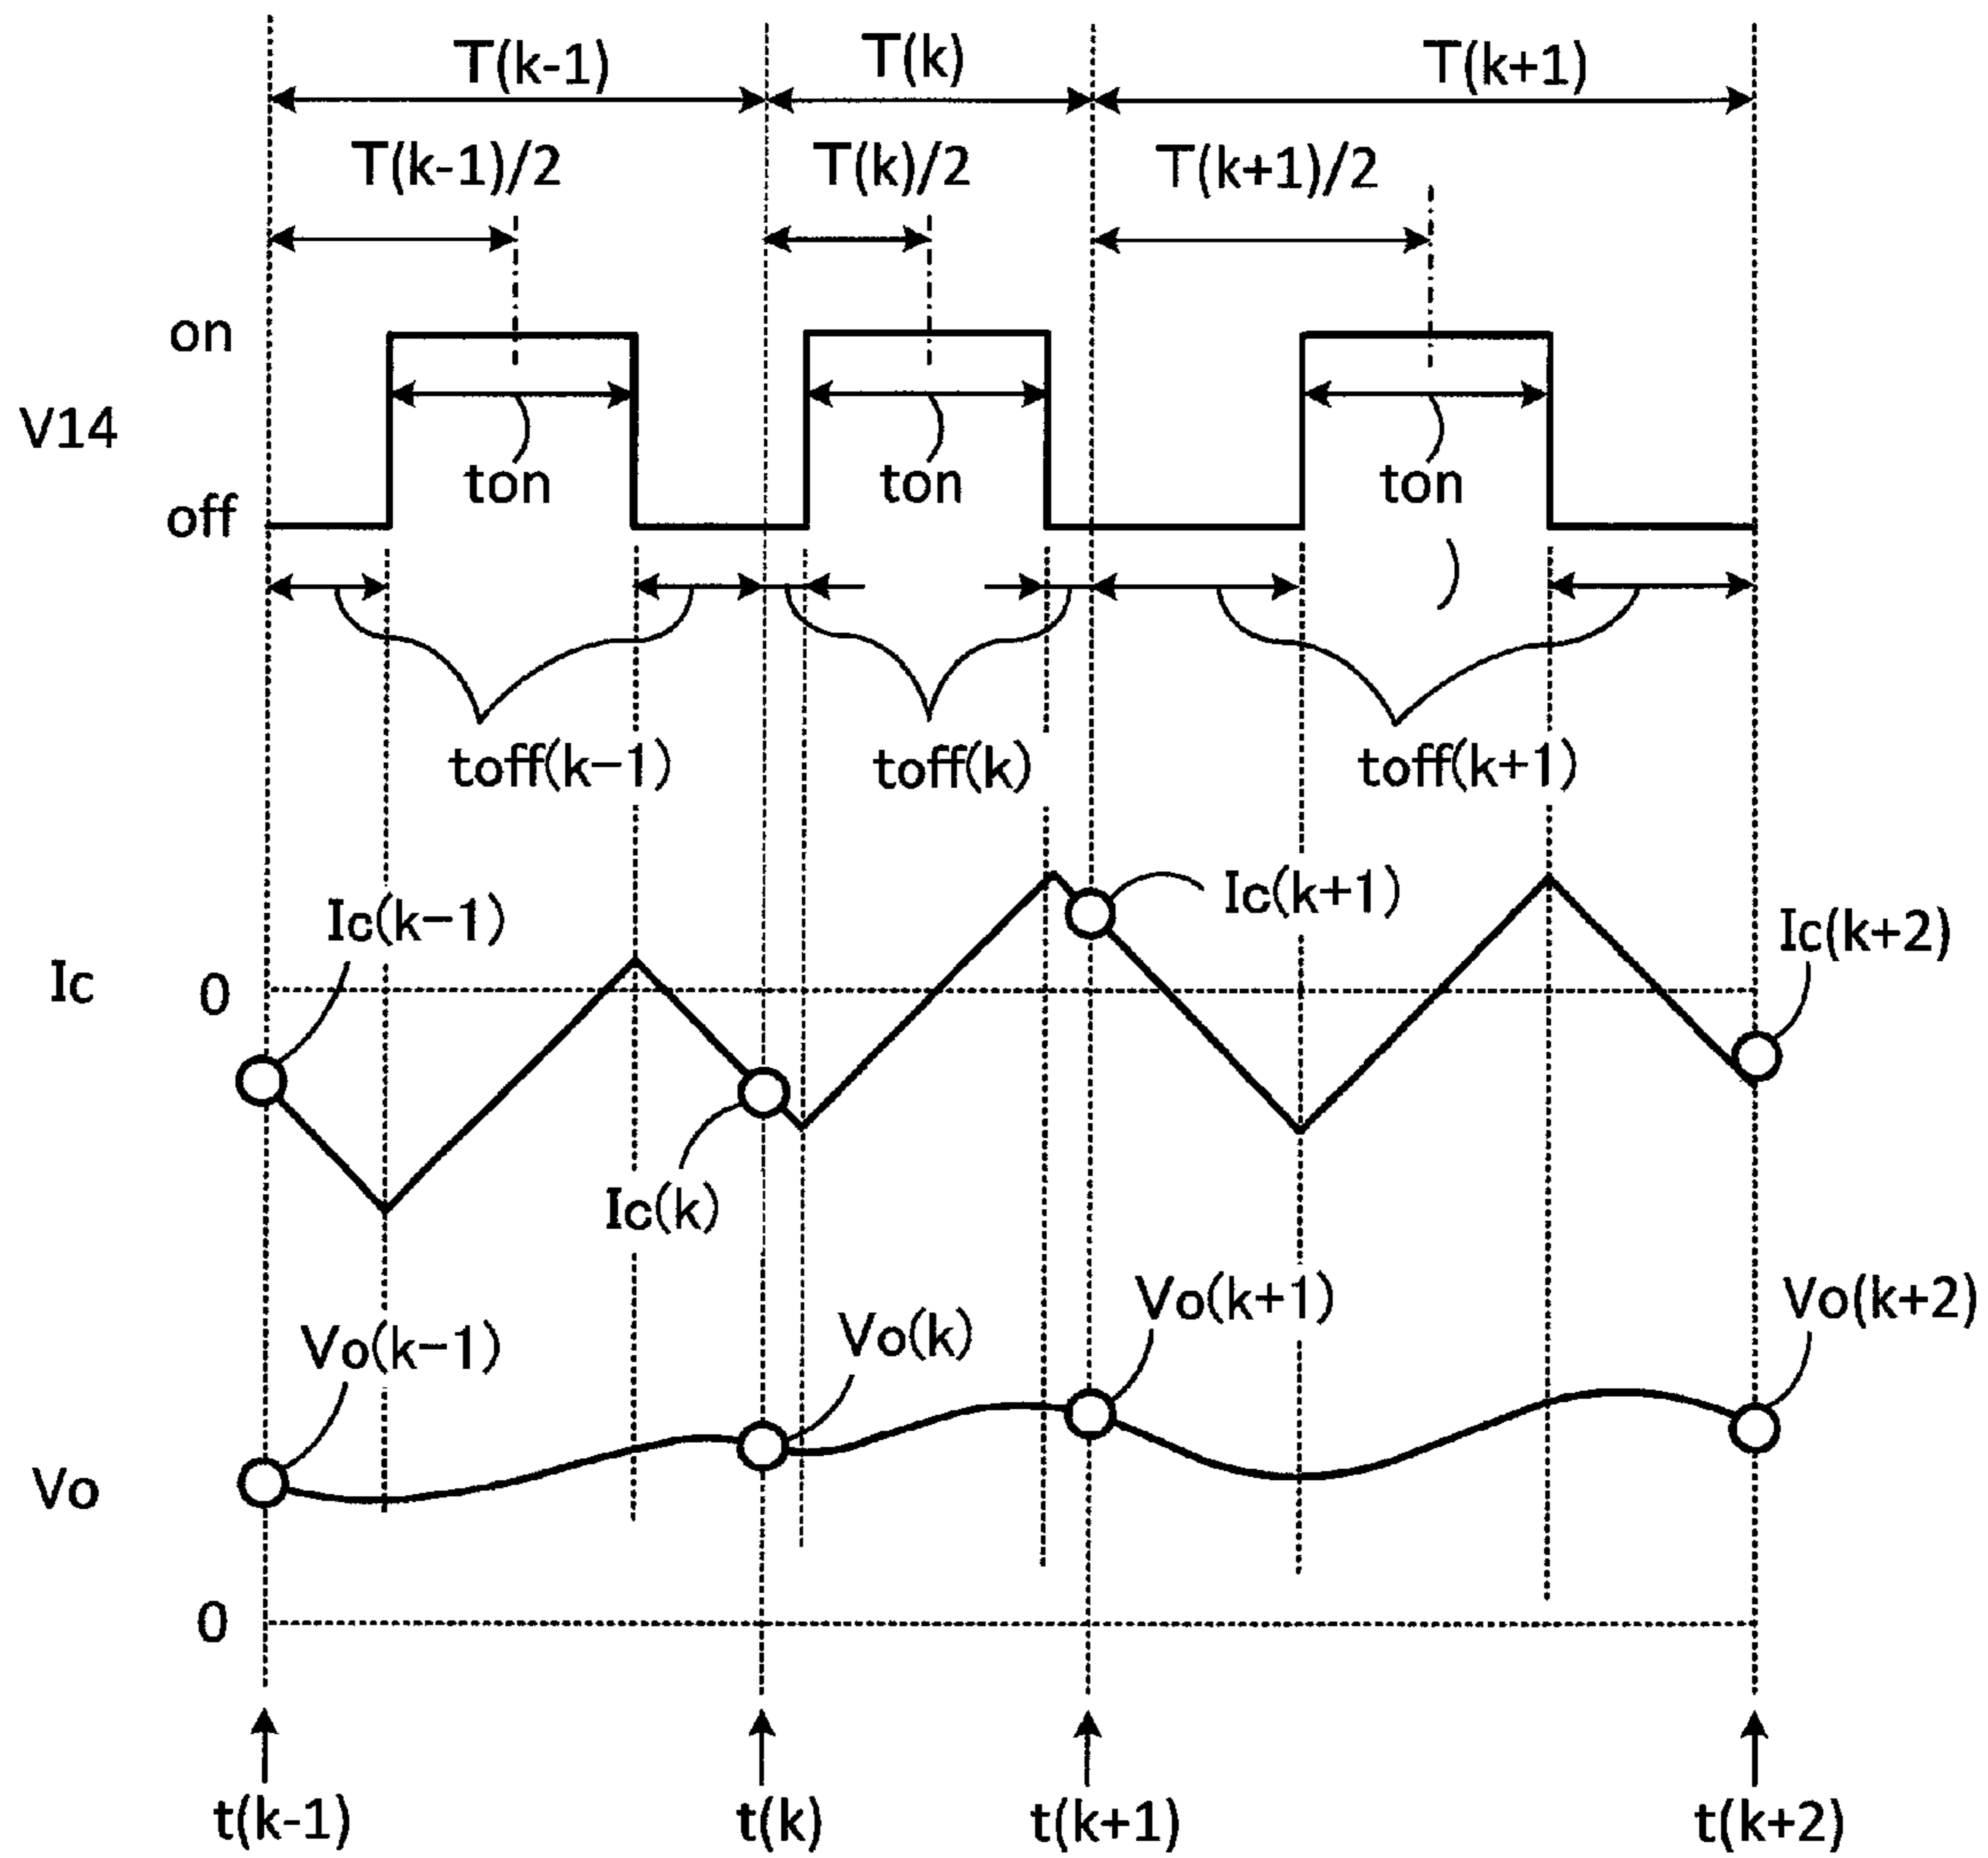 T(k-1) T(k) T(k+1)
T(k-1)/2 T(k)/2 T(k+1)/2
on
V14
ton ton ton
off
toff(k-1) toff(k) toff(k+1)
Ic(k-1) Ic(k+1) Ic(k+2)
Ic 0
Ic(k)
Vo(k-1) Vo(k) Vo(k+1) Vo(k+2)
Vo
0
t(k-1) t(k) t(k+1) t(k+2)